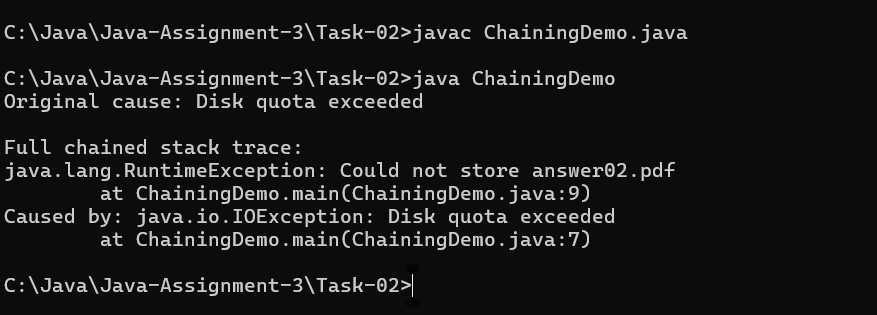 C:\Java\Java-Assignment-3\Task-02>javac ChainingDemo.java
C:\Java\Java-Assignment-3\Task-02>java ChainingDemo
Original cause: Disk quota exceeded
Full chained stack trace:
java.lang.RuntimeException: Could not store answer02.pdf
        at ChainingDemo.main(ChainingDemo.java:9)
Caused by: java.io.IOException: Disk quota exceeded
        at ChainingDemo.main(ChainingDemo.java:7)
C:\Java\Java-Assignment-3\Task-02>